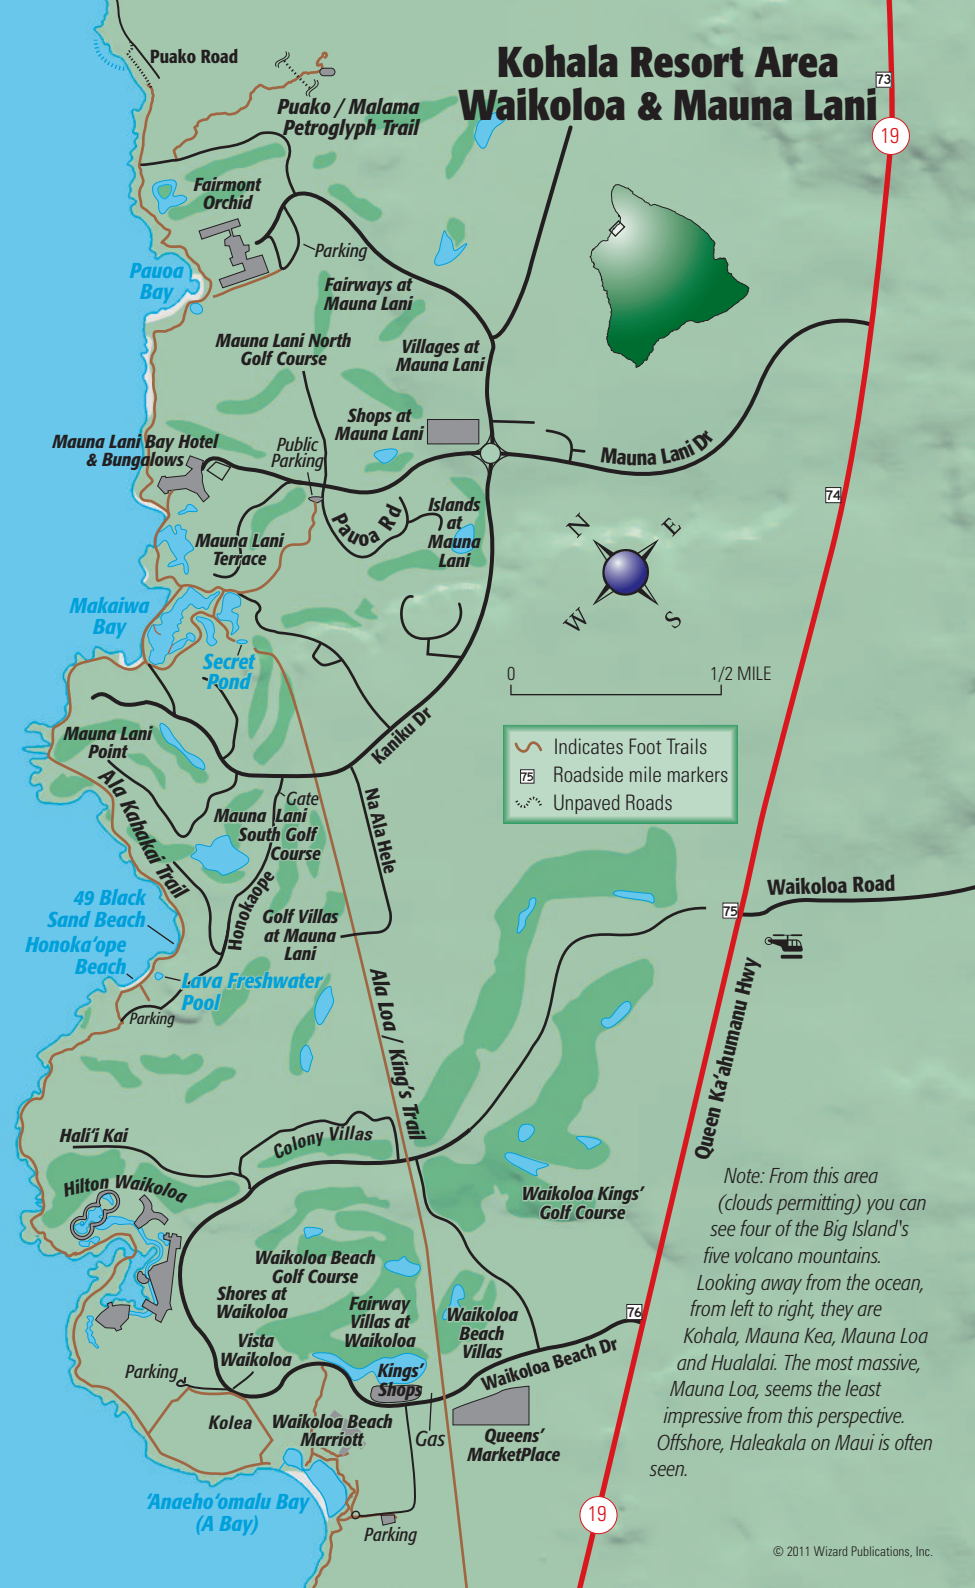 Kohala Resort Area
Waikoloa & Mauna Lani
73
19
Puako Road
Puako / Malama
Petroglyph Trail
Fairmont
Orchid
Parking
Pauoa
Bay
Fairways at
Mauna Lani
Mauna Lani North
Golf Course
Villages at
Mauna Lani
Shops at
Mauna Lani
Mauna Lani Bay Hotel
& Bungalows
Public
Parking
Mauna Lani Dr
74
Pauoa Rd
Islands
at
Mauna
Lani
Mauna Lani
Terrace
N
E
W
S
Makaiwa
Bay
Secret
Pond
0
1/2 MILE
Kaniku Dr
Mauna Lani
Point
Indicates Foot Trails
75
Roadside mile markers
Unpaved Roads
Ala Kahakai Trail
Gate
Mauna Lani
South Golf
Course
Na Ala Hele
Honokaope
49 Black
Sand Beach
Honoka‘ope
Beach
Golf Villas
at Mauna
Lani
Lava Freshwater
Pool
Parking
75
Waikoloa Road
Ala Loa / King's Trail
Queen Ka‘ahumanu Hwy
Hali‘i Kai
Colony Villas
Hilton Waikoloa
Waikoloa Kings’
Golf Course
Waikoloa Beach
Golf Course
Shores at
Waikoloa
Fairway
Villas at
Waikoloa
Waikoloa
Beach
Villas
Vista
Waikoloa
76
Waikoloa Beach Dr
Parking
Kings’
Shops
Kolea
Waikoloa Beach
Marriott
Gas
Queens’
MarketPlace
‘Anaeho‘omalu Bay
(A Bay)
Parking
Note: From this area
(clouds permitting) you can
see four of the Big Island's
five volcano mountains.
Looking away from the ocean,
from left to right, they are
Kohala, Mauna Kea, Mauna Loa
and Hualalai. The most massive,
Mauna Loa, seems the least
impressive from this perspective.
Offshore, Haleakala on Maui is often
seen.
19
© 2011 Wizard Publications, Inc.